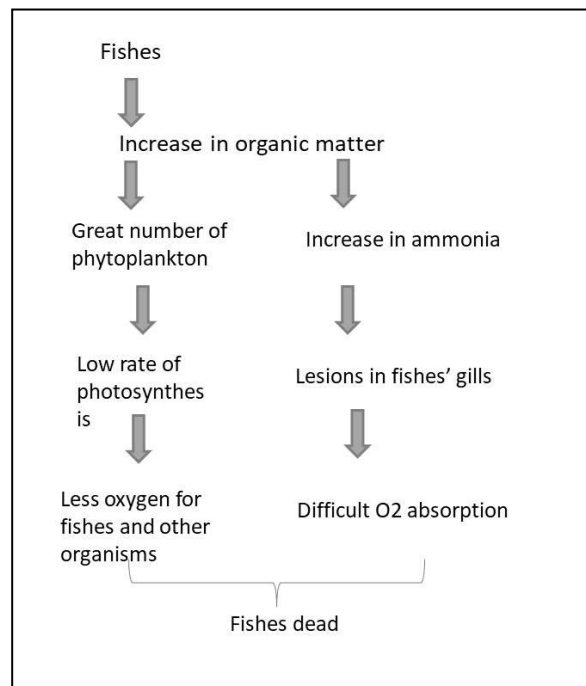 Fishes
Increase in organic matter
Great number of
phytoplankton
Increase in ammonia
Low rate of
photosynthes
is
Lesions in fishes' gills
Less oxygen for
fishes and other
organisms
Difficult O2 absorption
Fishes dead